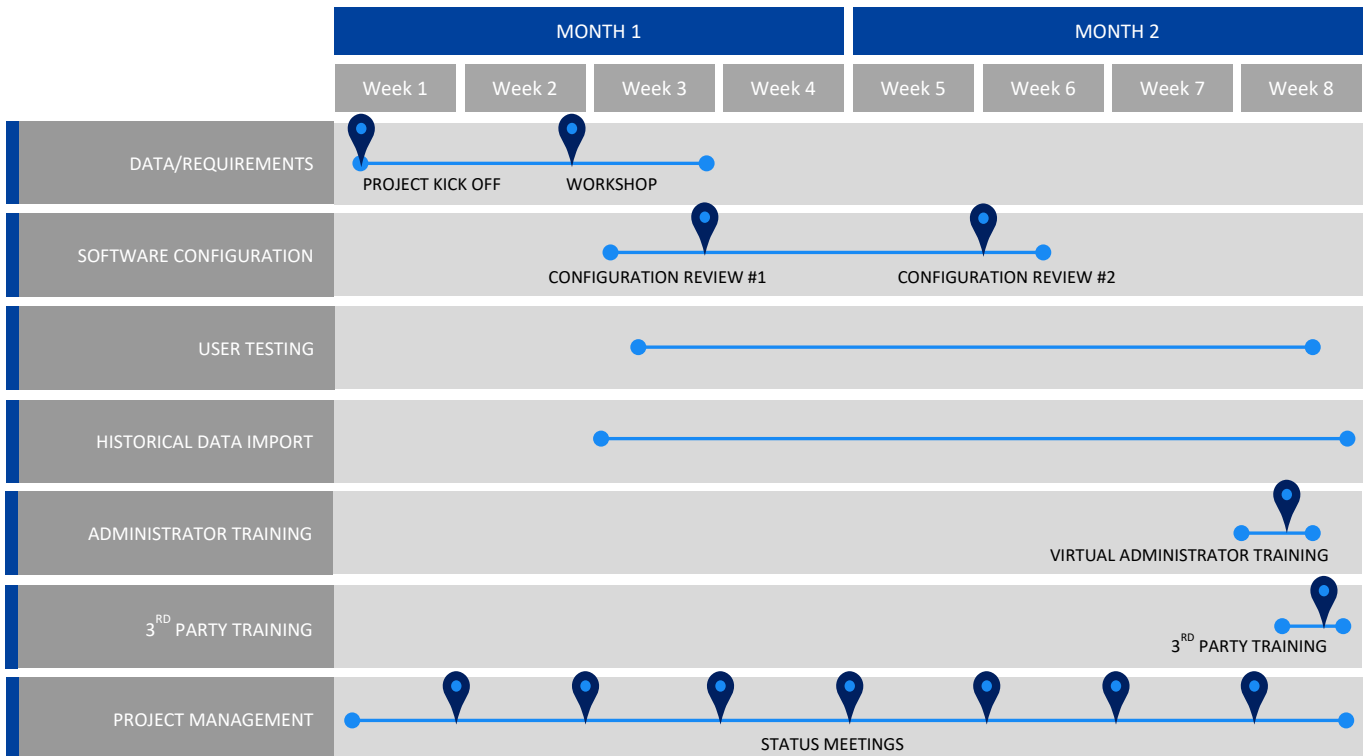 MONTH 1 MONTH 2
Week 1 Week 2 Week 3 Week 4 Week 5 Week 6 Week 7 Week 8
DATA/REQUIREMENTS
PROJECT KICK OFF WORKSHOP
SOFTWARE CONFIGURATION
CONFIGURATION REVIEW #1 CONFIGURATION REVIEW #2
USER TESTING
HISTORICAL DATA IMPORT
ADMINISTRATOR TRAINING
VIRTUAL ADMINISTRATOR TRAINING
3RD PARTY TRAINING
3RD PARTY TRAINING
PROJECT MANAGEMENT
STATUS MEETINGS